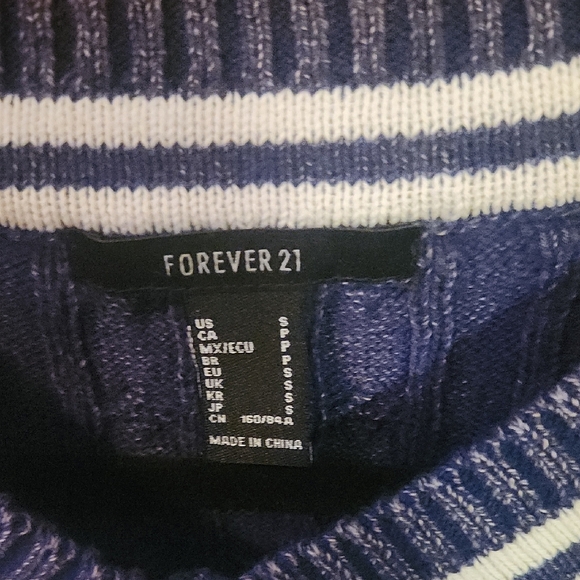 FOREVER 21
US S
CA P
MX/ECU P
BR P
EU S
UK S
KR S
JP S
CN 160/84A
MADE IN CHINA